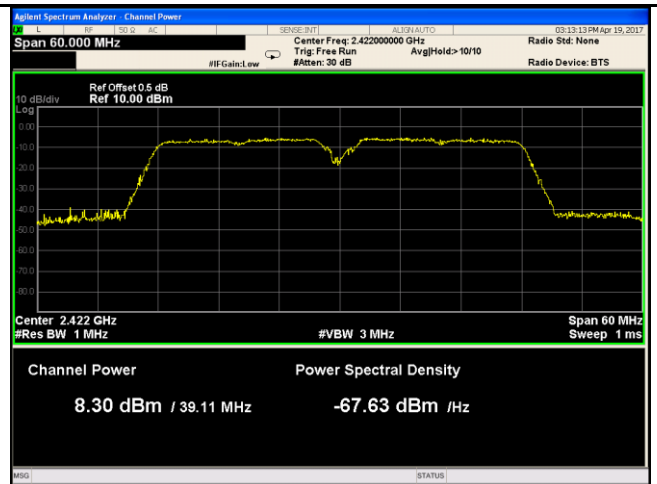 Agilent Spectrum Analyzer - Channel Power
L RF 50 Ω AC SENSE:INT ALIGN AUTO 03:13:13 PM Apr 19, 2017
Span 60.000 MHz Center Freq: 2.422000000 GHz Radio Std: None
Trig: Free Run Avg|Hold:> 10/10
#IFGain:Low #Atten: 30 dB Radio Device: BTS
Ref Offset 0.5 dB
10 dB/div Ref 10.00 dBm
Log
0.00
-10.0
-20.0
-30.0
-40.0
-50.0
-60.0
-70.0
-80.0
Center 2.422 GHz Span 60 MHz
#Res BW 1 MHz #VBW 3 MHz Sweep 1 ms
Channel Power Power Spectral Density
8.30 dBm / 39.11 MHz -67.63 dBm /Hz
MSG STATUS